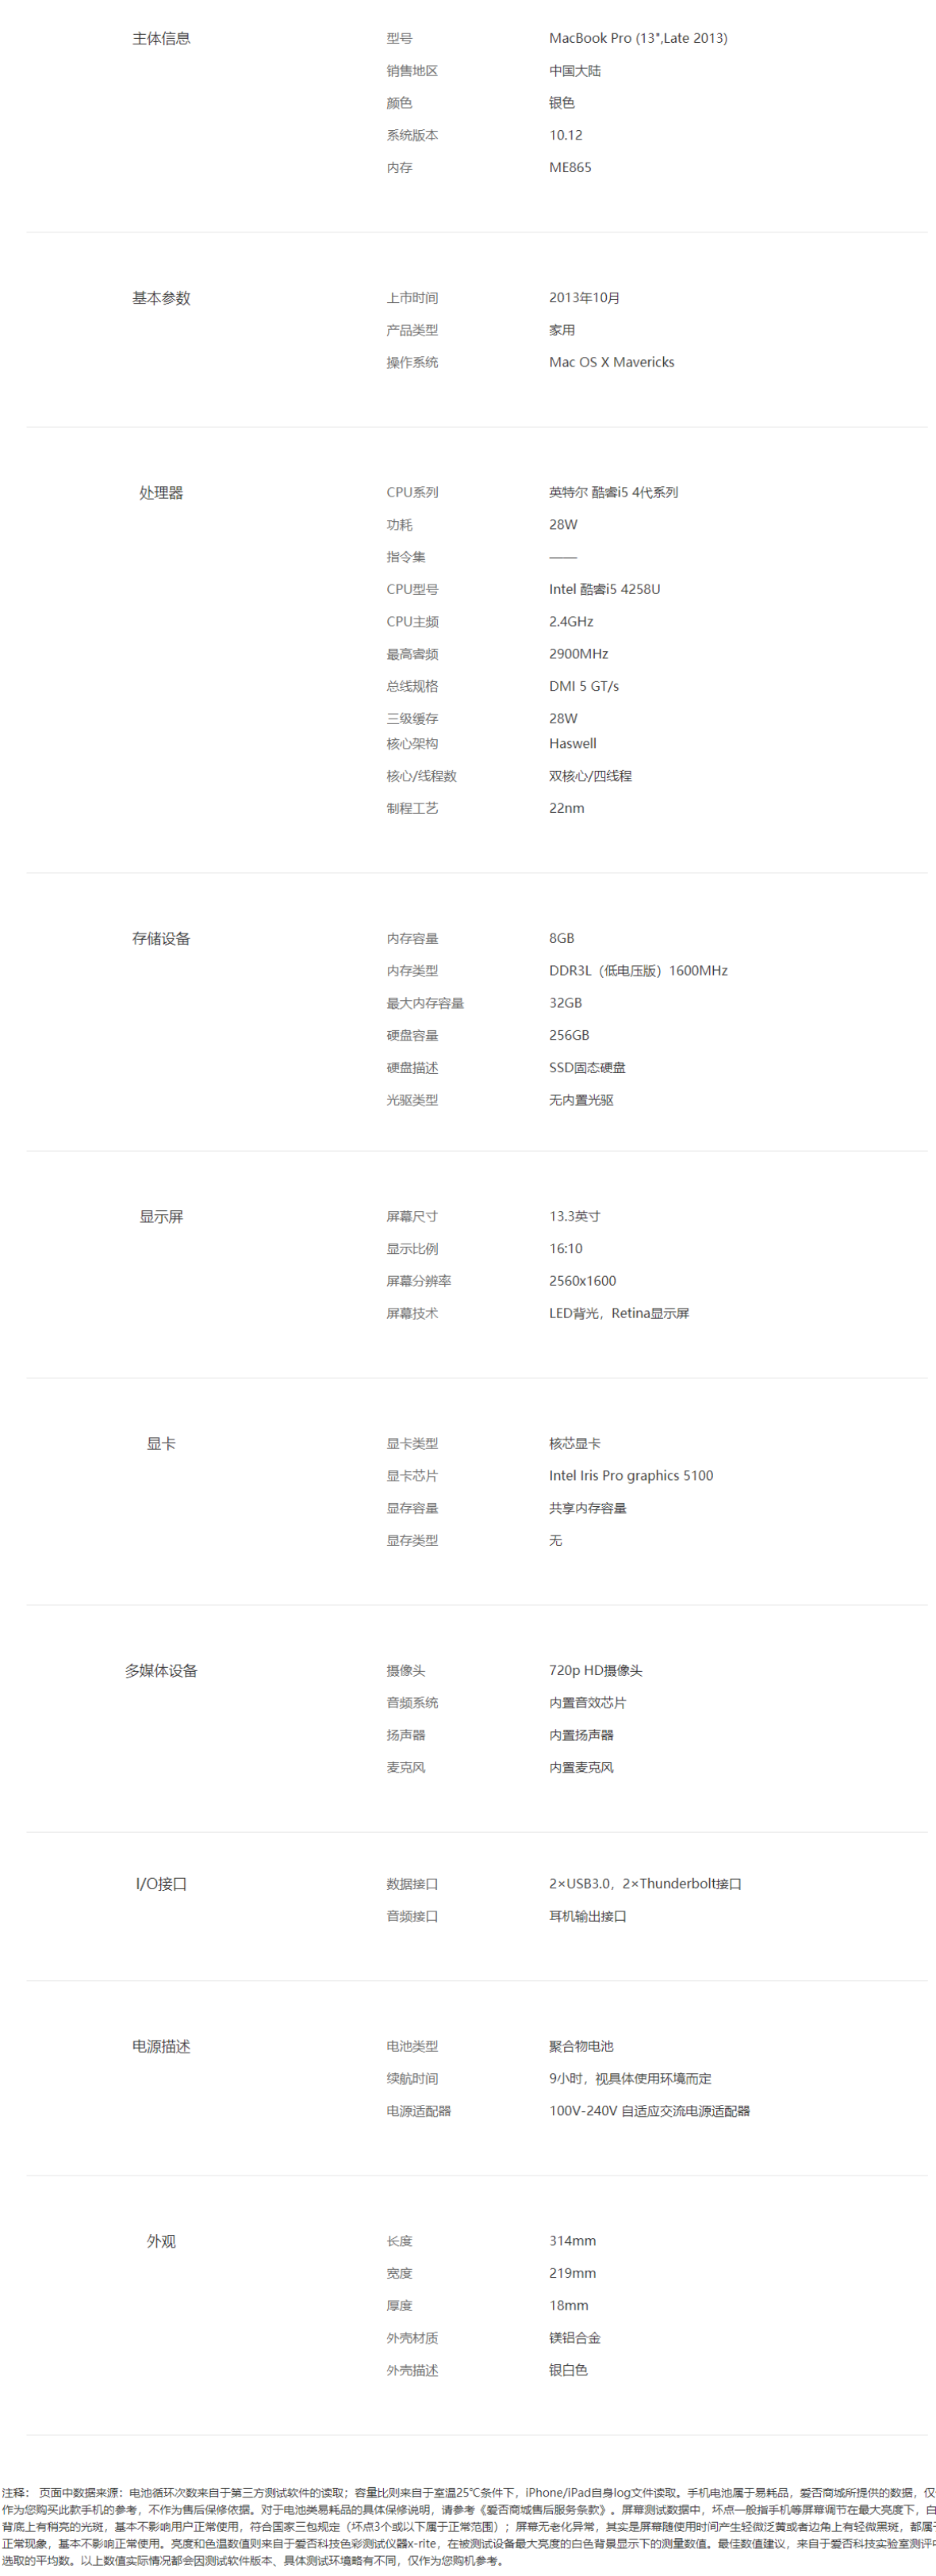 主体信息 型号 MacBook Pro (13",Late 2013)
销售地区 中国大陆
颜色 银色
系统版本 10.12
内存 ME865
基本参数 上市时间 2013年10月
产品类型 家用
操作系统 Mac OS X Mavericks
处理器 CPU系列 英特尔 酷睿i5 4代系列
功耗 28W
指令集 ——
CPU型号 Intel 酷睿i5 4258U
CPU主频 2.4GHz
最高睿频 2900MHz
总线规格 DMI 5 GT/s
三级缓存 28W
核心架构 Haswell
核心/线程数 双核心/四线程
制程工艺 22nm
存储设备 内存容量 8GB
内存类型 DDR3L（低电压版）1600MHz
最大内存容量 32GB
硬盘容量 256GB
硬盘描述 SSD固态硬盘
光驱类型 无内置光驱
显示屏 屏幕尺寸 13.3英寸
显示比例 16:10
屏幕分辨率 2560x1600
屏幕技术 LED背光，Retina显示屏
显卡 显卡类型 核芯显卡
显卡芯片 Intel Iris Pro graphics 5100
显存容量 共享内存容量
显存类型 无
多媒体设备 摄像头 720p HD摄像头
音频系统 内置音效芯片
扬声器 内置扬声器
麦克风 内置麦克风
I/O接口 数据接口 2×USB3.0，2×Thunderbolt接口
音频接口 耳机输出接口
电源描述 电池类型 聚合物电池
续航时间 9小时，视具体使用环境而定
电源适配器 100V-240V 自适应交流电源适配器
外观 长度 314mm
宽度 219mm
厚度 18mm
外壳材质 镁铝合金
外壳描述 银白色
注释： 页面中数据来源：电池循环次数来自于第三方测试软件的读取；容量比则来自于室温25℃条件下，iPhone/iPad自身log文件读取。手机电池属于易耗品，爱否商城所提供的数据，仅
作为您购买此款手机的参考，不作为售后保修依据。对于电池类易耗品的具体保修说明，请参考《爱否商城售后服务条款》。屏幕测试数据中，坏点一般指手机等屏幕调节在最大亮度下，白
背底上有稍亮的光斑，基本不影响用户正常使用，符合国家三包规定（坏点3个或以下属于正常范围）；屏幕无老化异常，其实是屏幕随使用时间产生轻微泛黄或者边角上有轻微黑斑，都属于
正常现象，基本不影响正常使用。亮度和色温数值则来自于爱否科技色彩测试仪器x-rite，在被测试设备最大亮度的白色背景显示下的测量数值。最佳数值建议，来自于爱否科技实验室测评中
选取的平均数。以上数值实际情况都会因测试软件版本、具体测试环境略有不同，仅作为您购机参考。